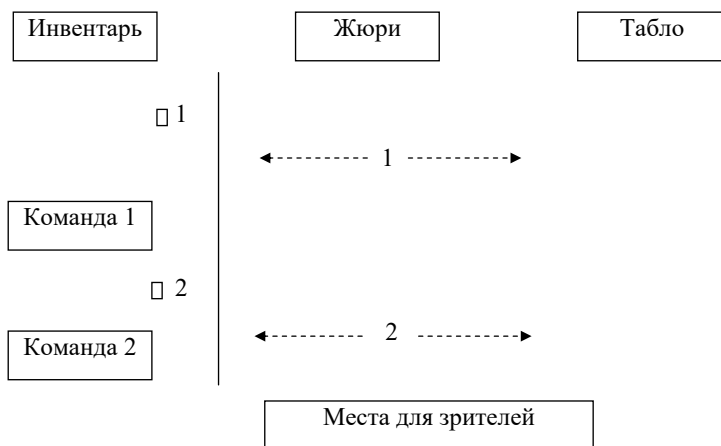 Инвентарь Жюри Табло
1
1
Команда 1
2
2
Команда 2
Места для зрителей